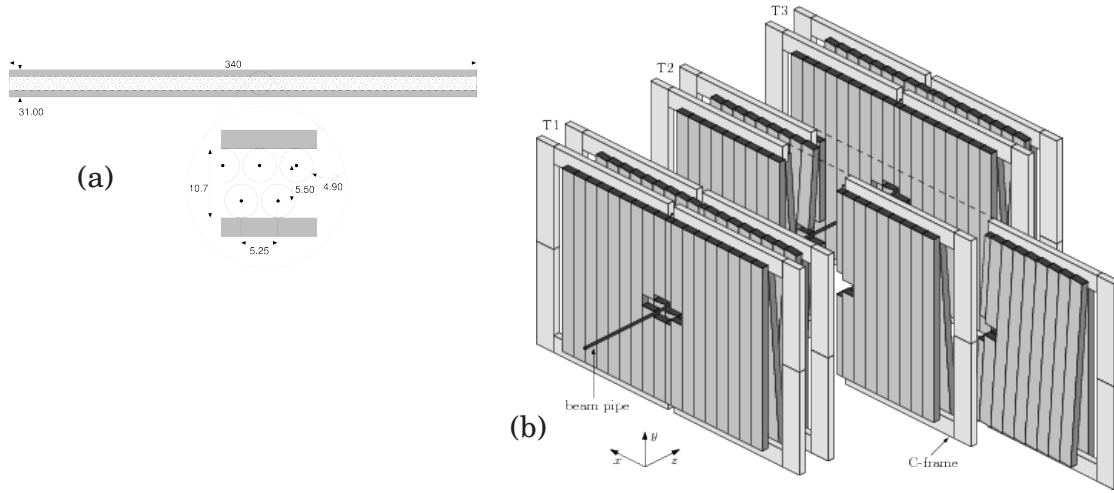 340
31.00
(a)
10.7
5.50
4.90
5.25
T3
T2
T1
beam pipe
(b)
y
x
z
C-frame